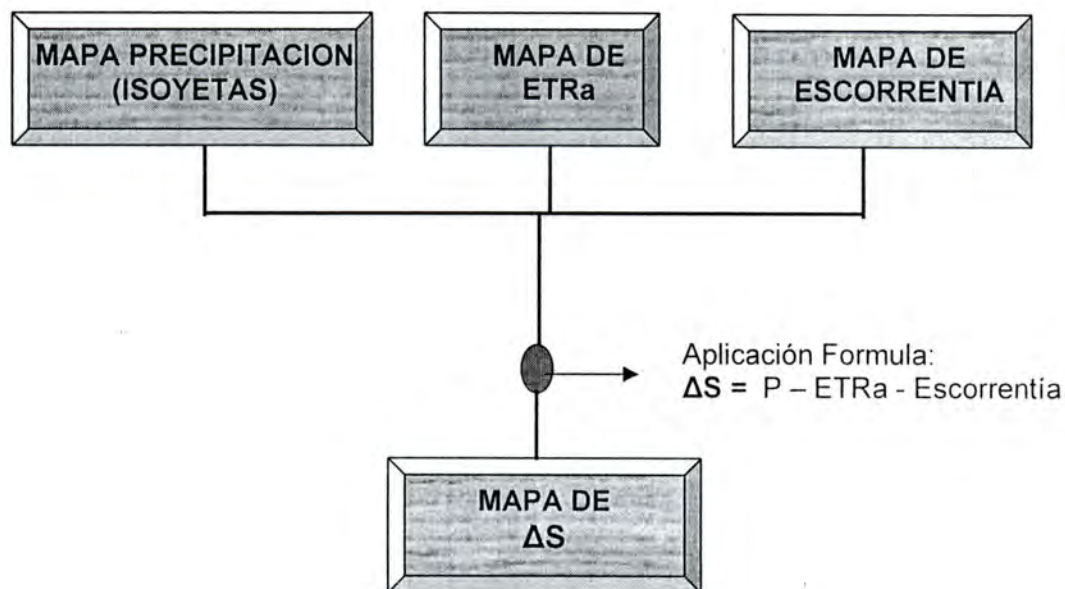 MAPA PRECIPITACION
(ISOYETAS)
MAPA DE
ETRa
MAPA DE
ESCORRENTIA
Aplicación Formula:
ΔS = P – ETRa - Escorrentía
MAPA DE
ΔS